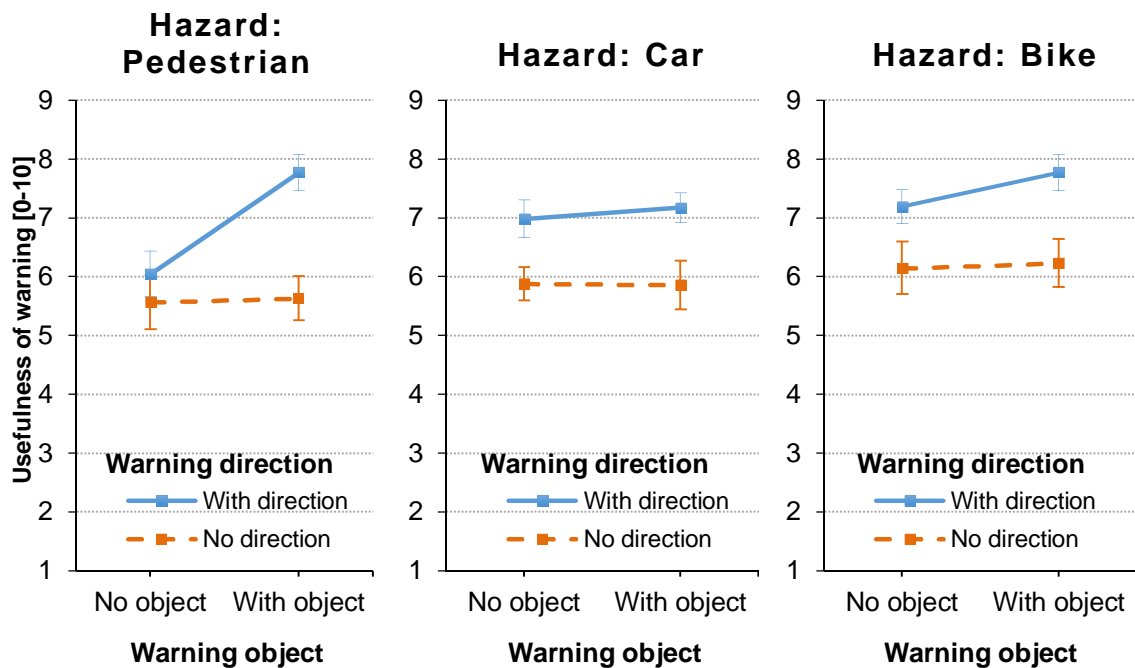 Hazard:
Pedestrian
Usefulness of warning [0-10]
9
8
7
6
5
4
3
2
1
Warning direction
With direction
No direction
No object With object
Warning object
Hazard: Car
9
8
7
6
5
4
3
2
1
Warning direction
With direction
No direction
No object With object
Warning object
Hazard: Bike
9
8
7
6
5
4
3
2
1
Warning direction
With direction
No direction
No object With object
Warning object